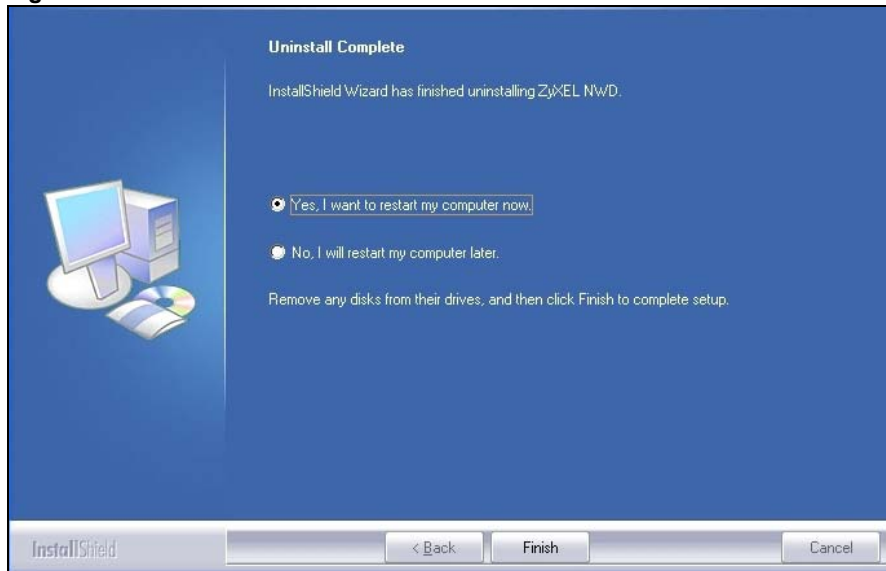 Uninstall Complete
InstallShield Wizard has finished uninstalling ZyXEL NWD.
Yes, I want to restart my computer now.
No, I will restart my computer later.
Remove any disks from their drives, and then click Finish to complete setup.
InstallShield
< Back
Finish
Cancel